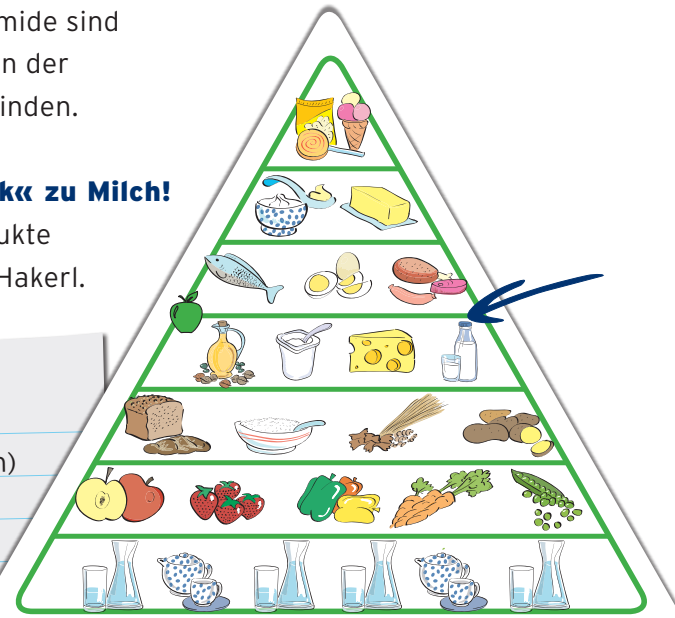 mide sind
n der
inden.
k« zu Milch!
ukte
Hakerl.
n)